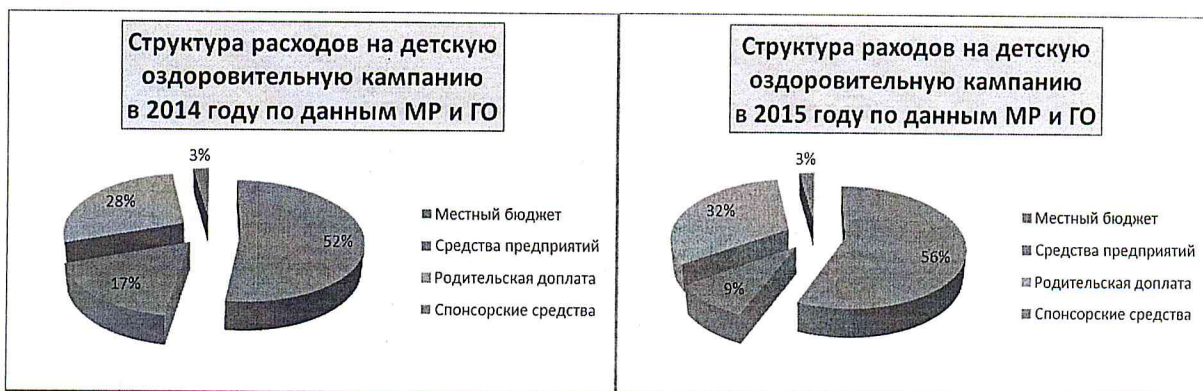 Структура расходов на детскую
оздоровительную кампанию
в 2014 году по данным МР и ГО
3%
28%
52%
17%
Местный бюджет
Средства предприятий
Родительская доплата
Спонсорские средства
Структура раходов на детскую
оздоровительную кампанию
в 2015 году по данным МР и ГО
3%
32%
56%
9%
Местный бюджет
Средства предприятий
Родительская доплата
Спонсорские средства